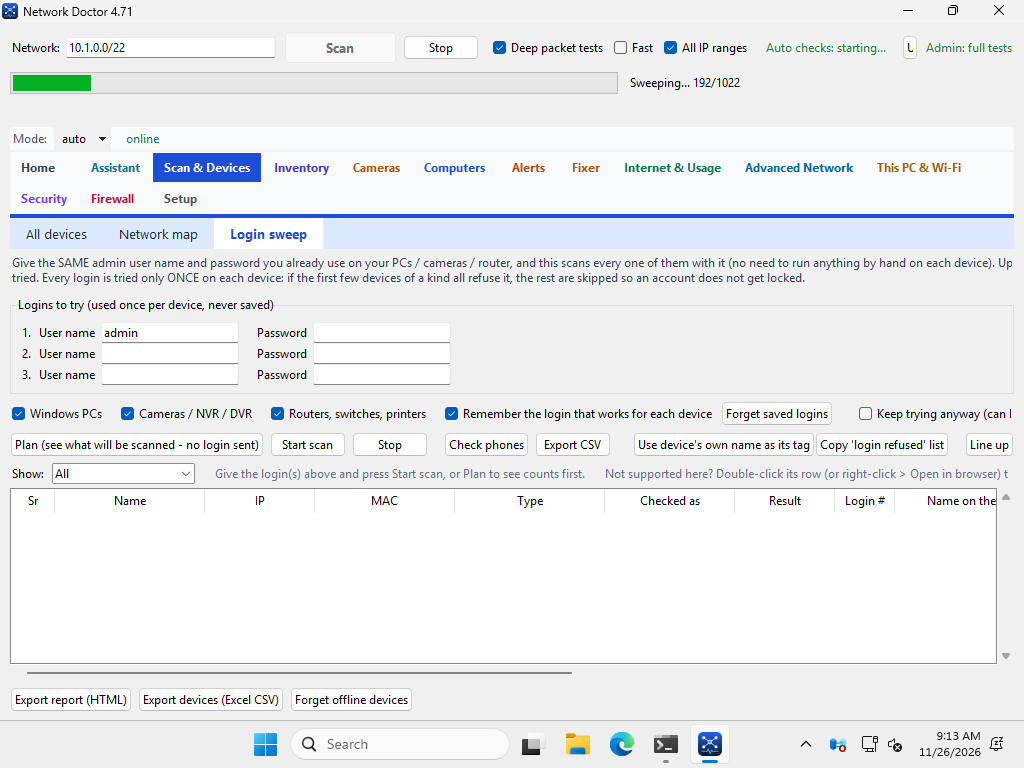 Network Doctor 4.71
Network: 10.1.0.0/22 Scan Stop Deep packet tests Fast All IP ranges Auto checks: starting... U Admin: full tests
Sweeping... 192/1022
Mode: auto online
Home Assistant Scan & Devices Inventory Cameras Computers Alerts Fixer Internet & Usage Advanced Network This PC & Wi-Fi
Security Firewall Setup
All devices Network map Login sweep
Give the SAME admin user name and password you already use on your PCs / cameras / router, and this scans every one of them with it (no need to run anything by hand on each device). Up
tried. Every login is tried only ONCE on each device: if the first few devices of a kind all refuse it, the rest are skipped so an account does not get locked.
Logins to try (used once per device, never saved)
1. User name admin Password
2. User name Password
3. User name Password
Windows PCs Cameras / NVR / DVR Routers, switches, printers Remember the login that works for each device Forget saved logins Keep trying anyway (can l
Plan (see what will be scanned - no login sent) Start scan Stop Check phones Export CSV Use device's own name as its tag Copy 'login refused' list Line up
Show: All Give the login(s) above and press Start scan, or Plan to see counts first. Not supported here? Double-click its row (or right-click > Open in browser) t
Sr Name IP MAC Type Checked as Result Login # Name on the
Export report (HTML) Export devices (Excel CSV) Forget offline devices
Search
9:13 AM
11/26/2026